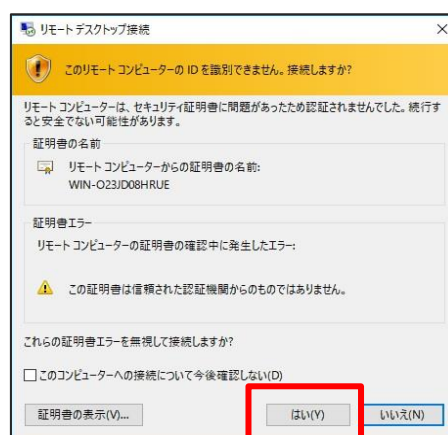 リモート デスクトップ接続
このリモート コンピューターの ID を識別できません。接続しますか?
リモート コンピューターは、セキュリティ証明書に問題があったため認証されませんでした。続行す
ると安全でない可能性があります。
証明書の名前
リモート コンピューターからの証明書の名前:
WIN-O23JD08HRUE
証明書エラー
リモート コンピューターの証明書の確認中に発生したエラー:
この証明書は信頼された認証機関からのものではありません。
これらの証明書エラーを無視して接続しますか?
このコンピューターへの接続について今後確認しない(D)
証明書の表示(V)... はい(Y) いいえ(N)